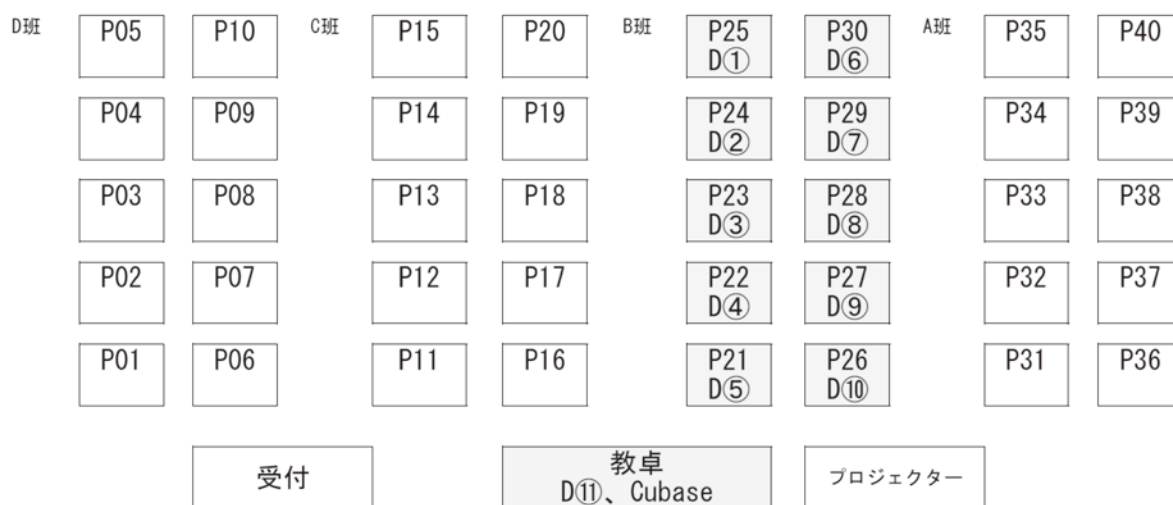 D班 P05 P10 C班 P15 P20 B班 P25 P30 A班 P35 P40
D① D⑥
P04 P09 P14 P19 P24 P29 P34 P39
D② D⑦
P03 P08 P13 P18 P23 P28 P33 P38
D③ D⑧
P02 P07 P12 P17 P22 P27 P32 P37
D④ D⑨
P01 P06 P11 P16 P21 P26 P31 P36
D⑤ D⑩
受付 教卓 プロジェクター
D⑪、Cubase